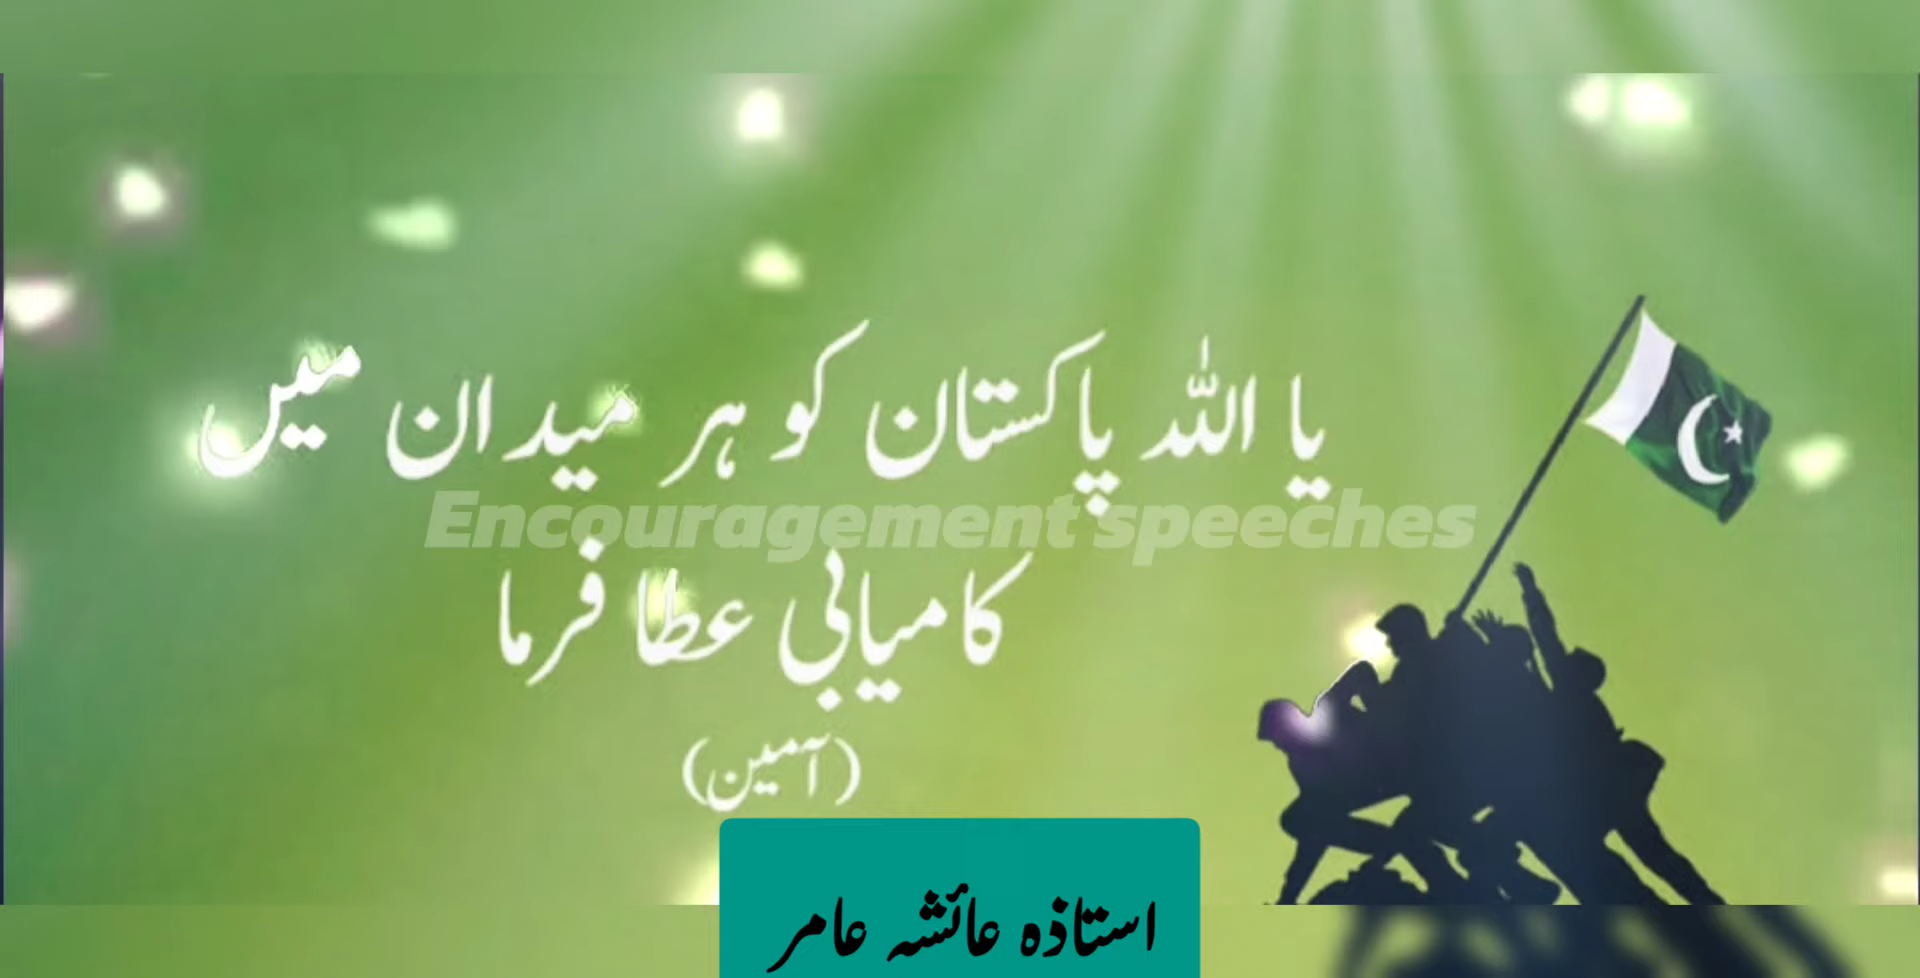 یا اللہ پاکستان کو ہر میدان میں
Encouragement speeches
کامیابی عطا فرما
(آمین)
استاذہ عائشہ عامر